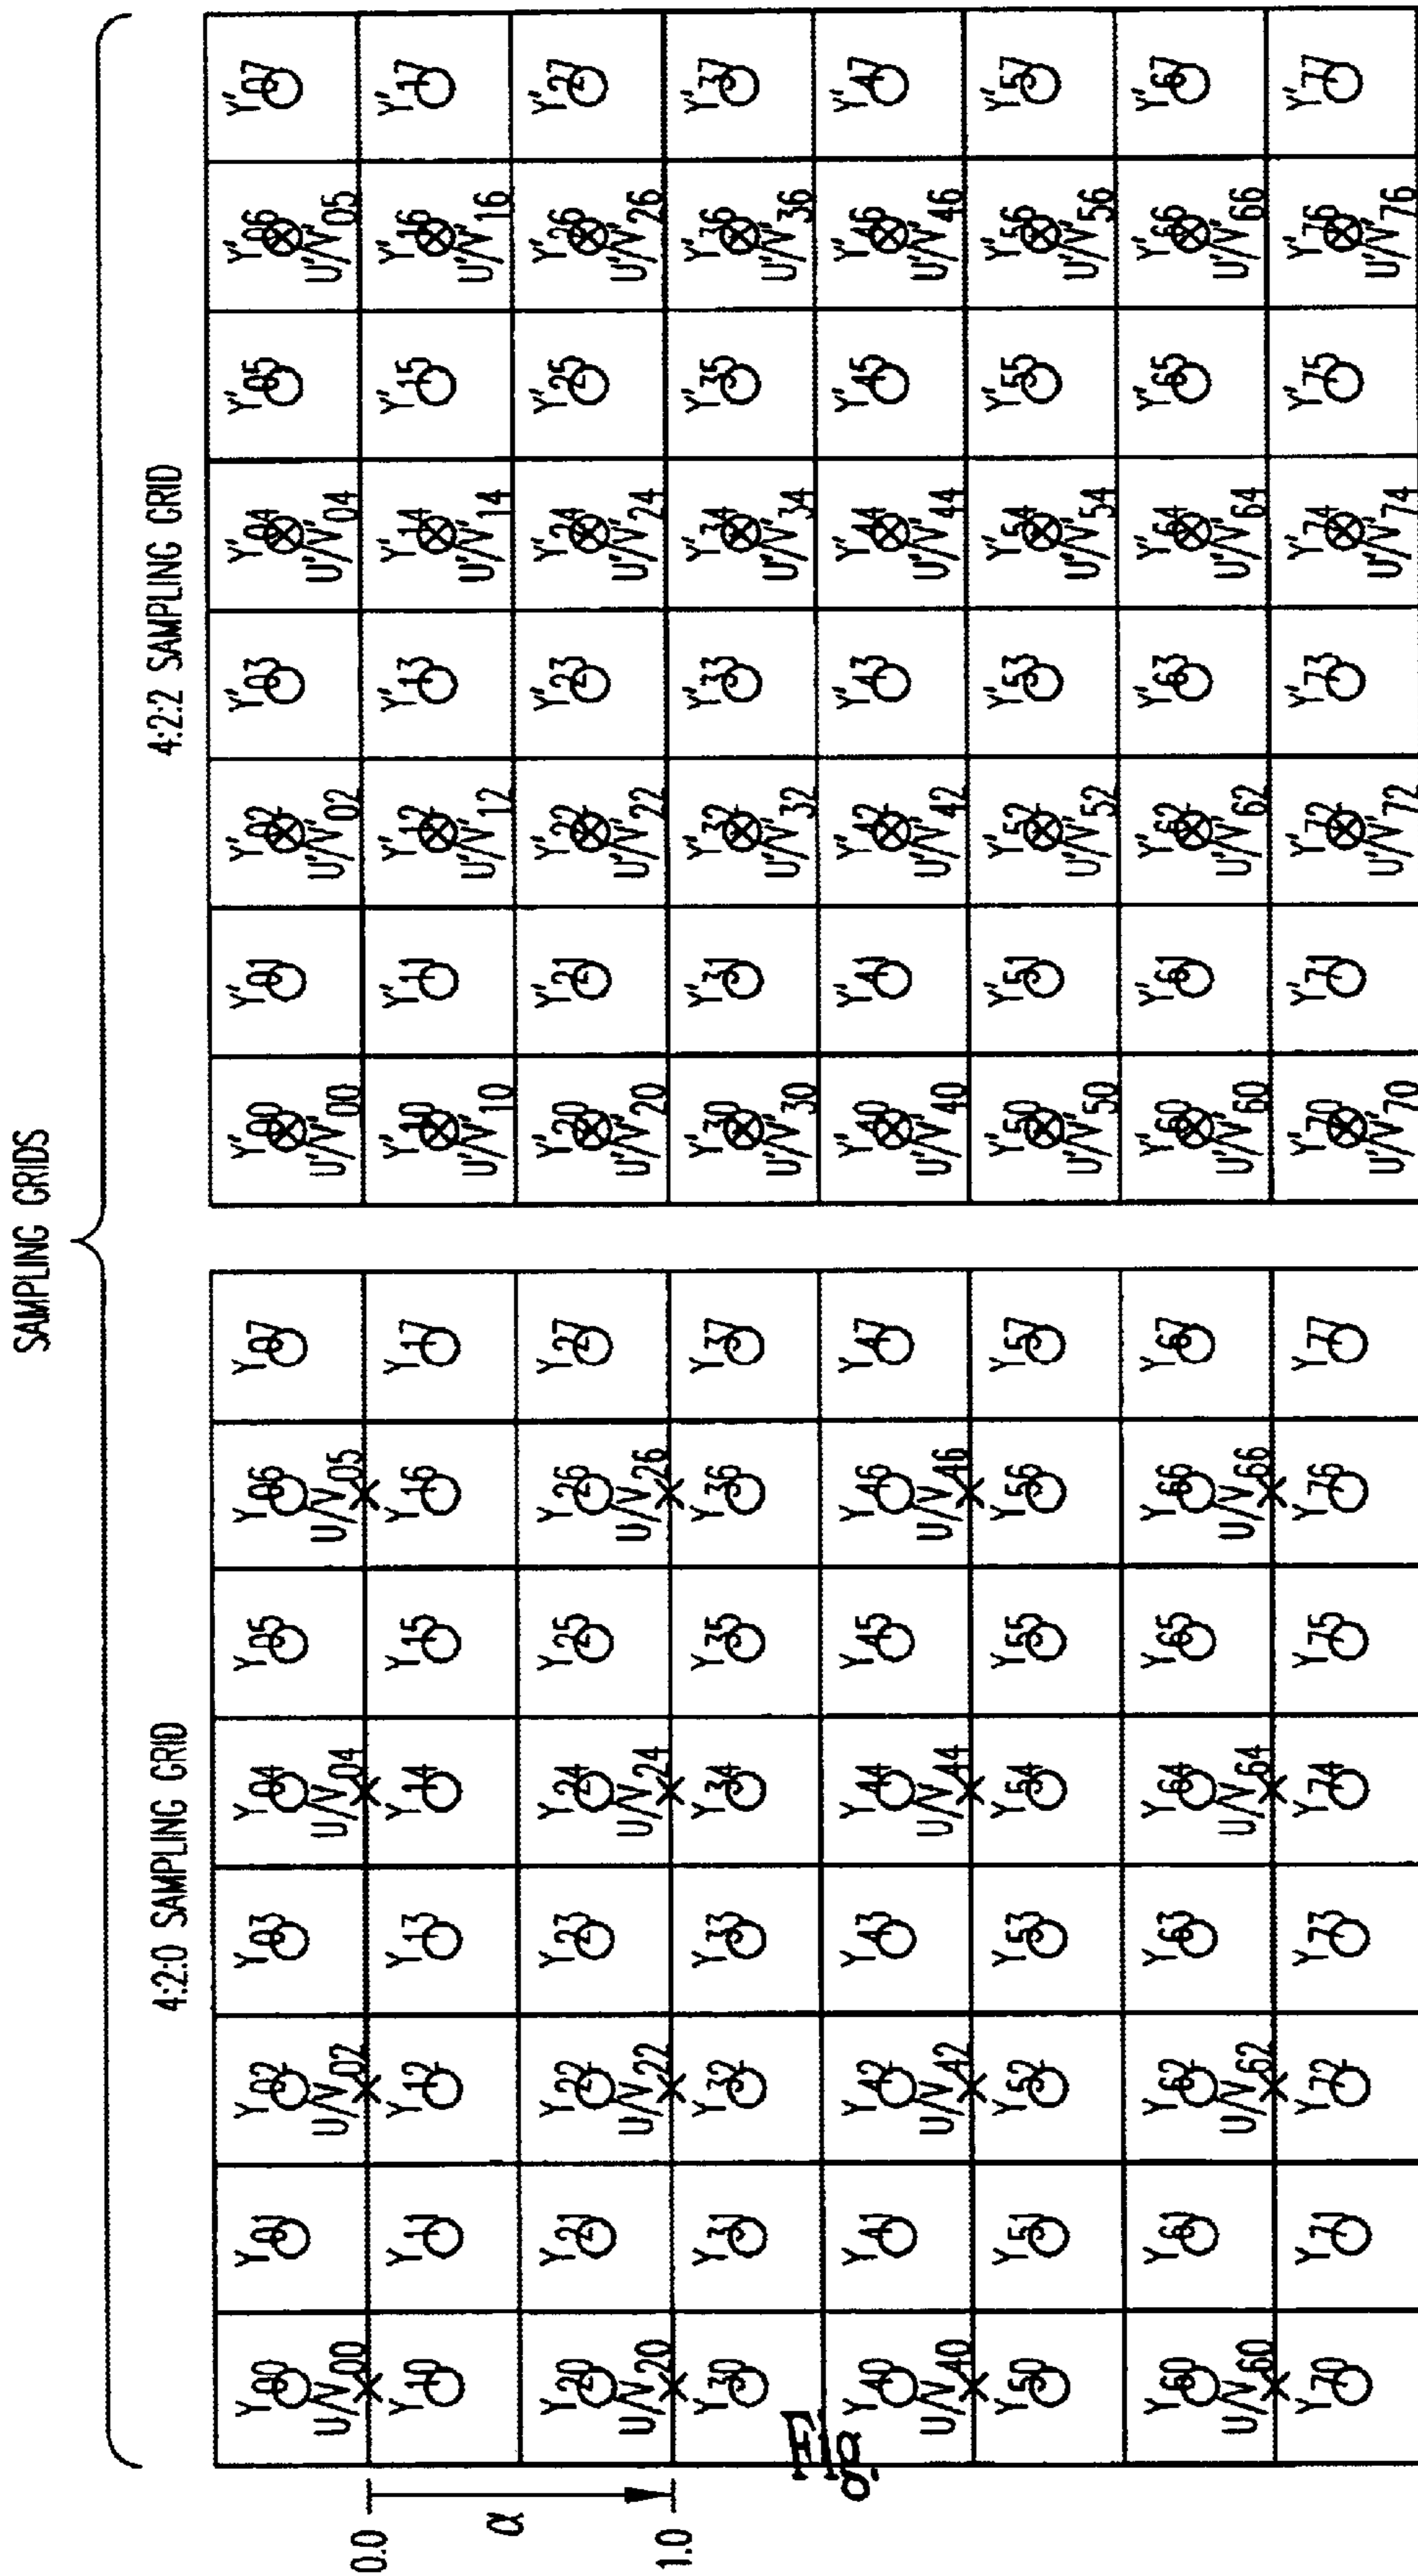 SAMPLING GRIDS
4:2:0 SAMPLING GRID
4:2:2 SAMPLING GRID
Y00 Y01 Y02 Y03 Y04 Y05 Y06 Y07
U/V00 U/V02 U/V04 U/V05
Y10 Y11 Y12 Y13 Y14 Y15 Y16 Y17
Y20 Y21 Y22 Y23 Y24 Y25 Y26 Y27
U/V20 U/V22 U/V24 U/V26
Y30 Y31 Y32 Y33 Y34 Y35 Y36 Y37
Y40 Y41 Y42 Y43 Y44 Y45 Y46 Y47
U/V40 U/V42 U/V44 U/V46
Y50 Y51 Y52 Y53 Y54 Y55 Y56 Y57
Y60 Y61 Y62 Y63 Y64 Y65 Y66 Y67
U/V60 U/V62 U/V64 U/V66
Y70 Y71 Y72 Y73 Y74 Y75 Y76 Y77
0.0
α
1.0
Y'00 Y'01 Y'02 Y'03 Y'04 Y'05 Y'06 Y'07
U'/V'00 U'/V'02 U'/V'04 U'/V'05
Y'10 Y'11 Y'12 Y'13 Y'14 Y'15 Y'16 Y'17
U'/V'10 U'/V'12 U'/V'14 U'/V'16
Y'20 Y'21 Y'22 Y'23 Y'24 Y'25 Y'26 Y'27
U'/V'20 U'/V'22 U'/V'24 U'/V'26
Y'30 Y'31 Y'32 Y'33 Y'34 Y'35 Y'36 Y'37
U'/V'30 U'/V'32 U'/V'34 U'/V'36
Y'40 Y'41 Y'42 Y'43 Y'44 Y'45 Y'46 Y'47
U'/V'40 U'/V'42 U'/V'44 U'/V'46
Y'50 Y'51 Y'52 Y'53 Y'54 Y'55 Y'56 Y'57
U'/V'50 U'/V'52 U'/V'54 U'/V'56
Y'60 Y'61 Y'62 Y'63 Y'64 Y'65 Y'66 Y'67
U'/V'60 U'/V'62 U'/V'64 U'/V'66
Y'70 Y'71 Y'72 Y'73 Y'74 Y'75 Y'76 Y'77
U'/V'70 U'/V'72 U'/V'74 U'/V'76
Fig.